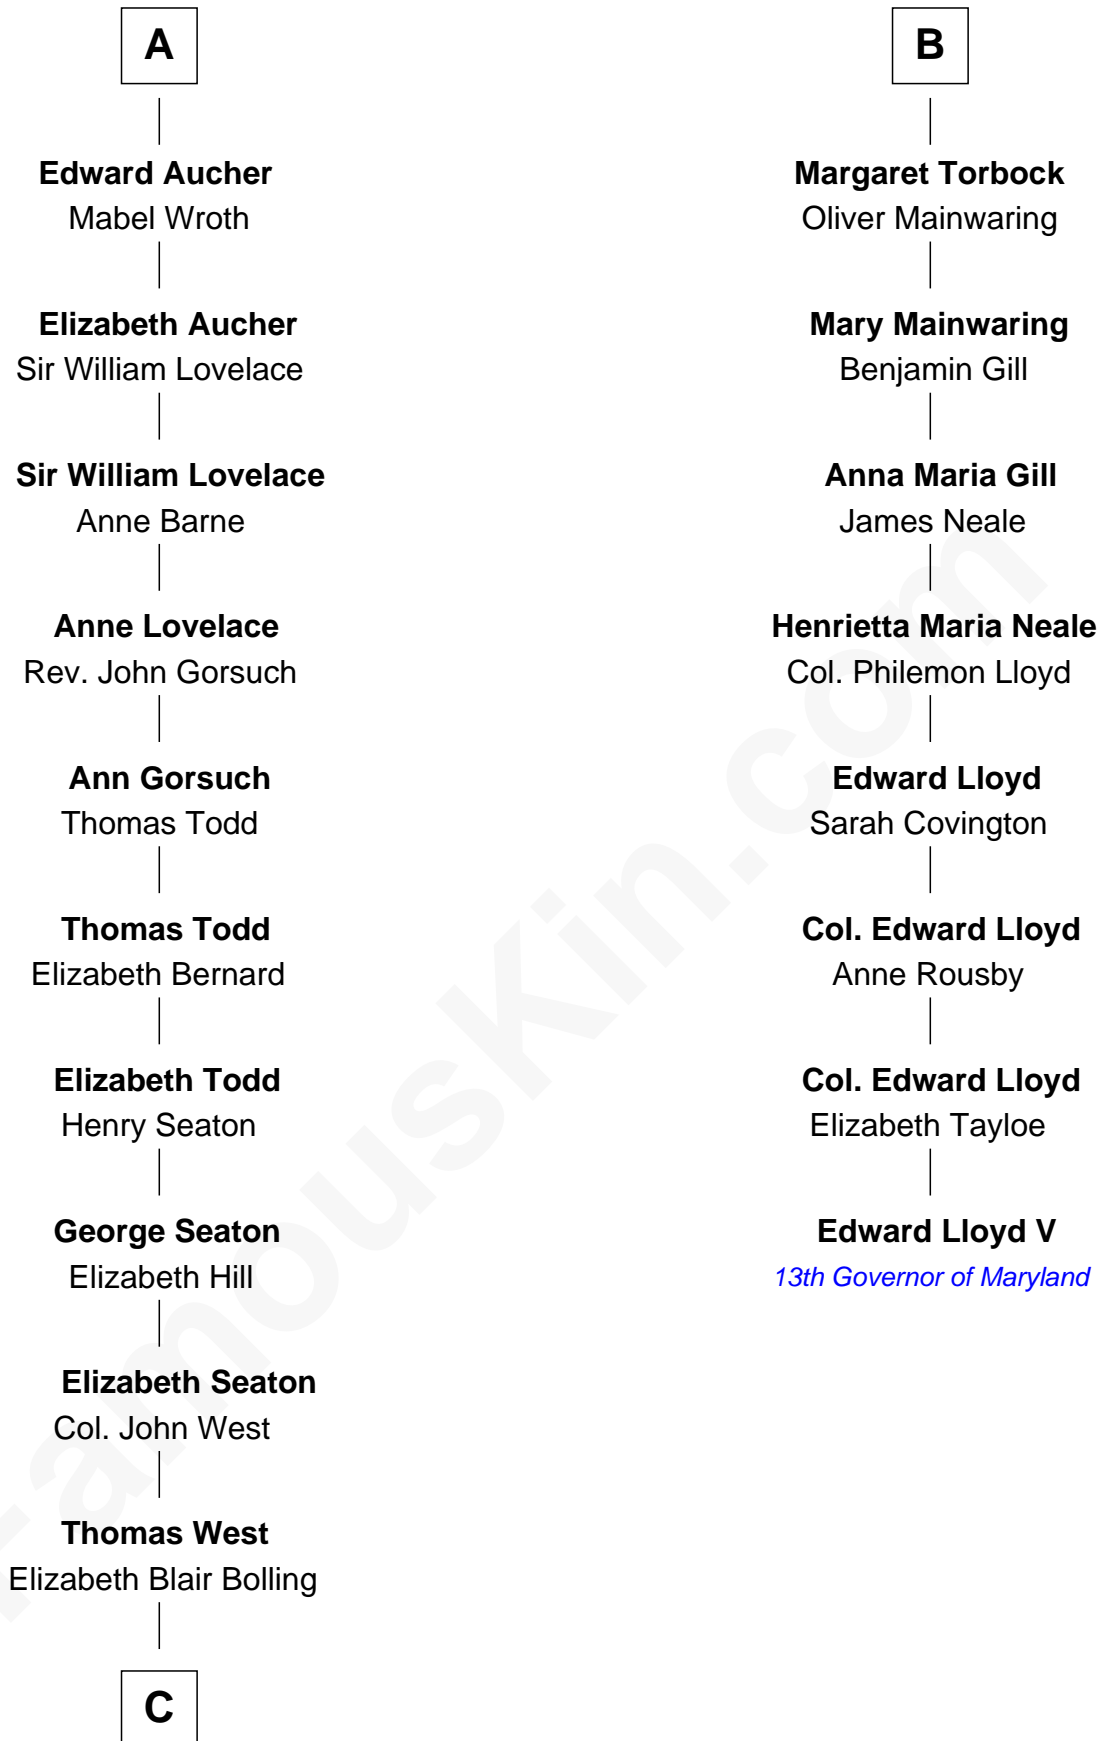 A
Edward Aucher
Mabel Wroth
Elizabeth Aucher
Sir William Lovelace
Sir William Lovelace
Anne Barne
Anne Lovelace
Rev. John Gorsuch
Ann Gorsuch
Thomas Todd
Thomas Todd
Elizabeth Bernard
Elizabeth Todd
Henry Seaton
George Seaton
Elizabeth Hill
Elizabeth Seaton
Col. John West
Thomas West
Elizabeth Blair Bolling
C
B
Margaret Torbock
Oliver Mainwaring
Mary Mainwaring
Benjamin Gill
Anna Maria Gill
James Neale
Henrietta Maria Neale
Col. Philemon Lloyd
Edward Lloyd
Sarah Covington
Col. Edward Lloyd
Anne Rousby
Col. Edward Lloyd
Elizabeth Tayloe
Edward Lloyd V
13th Governor of Maryland
FamousKin.com